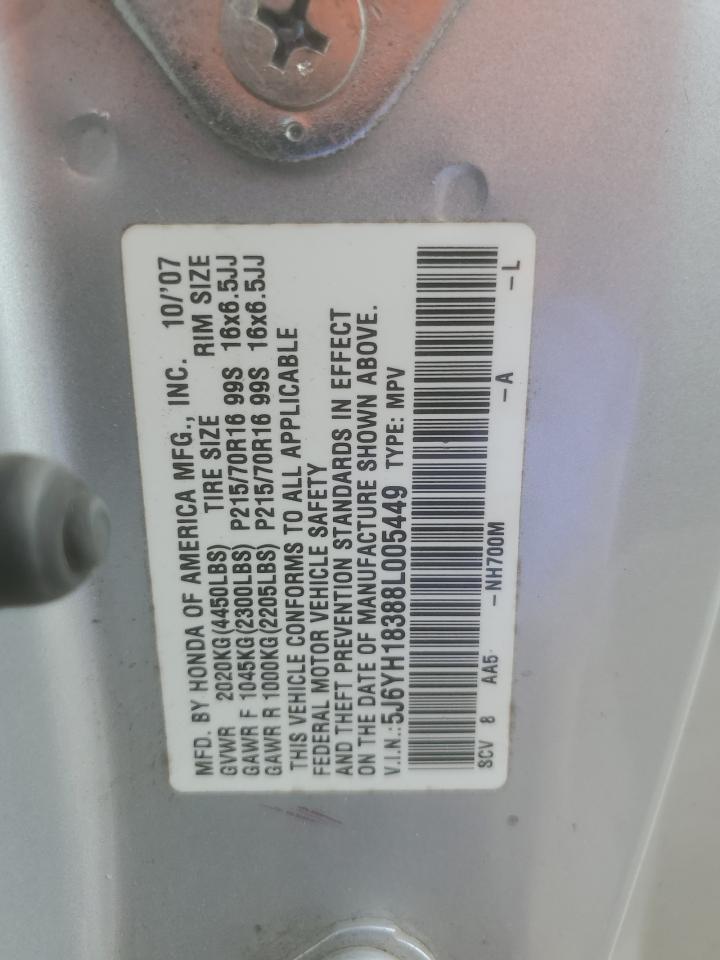 MFD. BY HONDA OF AMERICA MFG., INC. 10/'07
GVWR 2020KG(4450LBS) TIRE SIZE RIM SIZE
GAWR F 1045KG(2300LBS) P215/70R16 99S 16x6.5JJ
GAWR R 1000KG(2205LBS) P215/70R16 99S 16x6.5JJ
THIS VEHICLE CONFORMS TO ALL APPLICABLE
FEDERAL MOTOR VEHICLE SAFETY
AND THEFT PREVENTION STANDARDS IN EFFECT
ON THE DATE OF MANUFACTURE SHOWN ABOVE.
V.I.N.:5J6YH18388L005449 TYPE: MPV
SCV 8 AA5 -NH700M -A -L